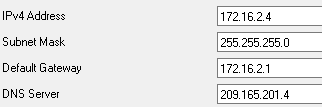 IPv4 Address 172.16.2.4
Subnet Mask 255.255.255.0
Default Gateway 172.16.2.1
DNS Server 209.165.201.4